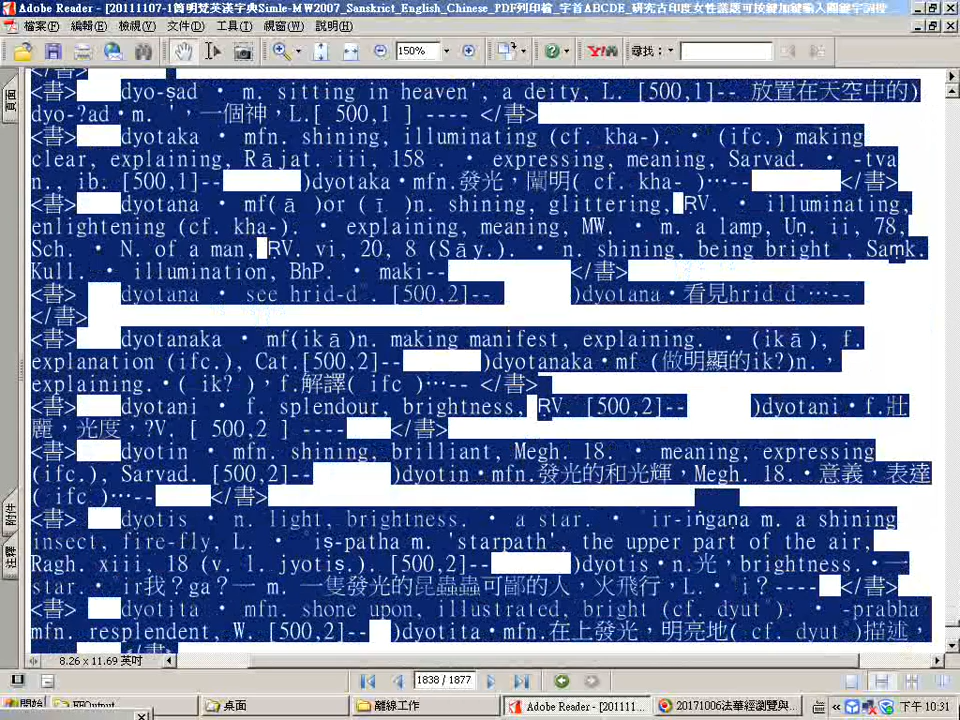 Adobe Reader - [20111107-1簡明梵英漢字典Simle-MW2007_Sanskrict_English_Chinese_PDF列印檔_字首ABCDE_研究古印度女性議題可按鍵加鍵輸入關鍵字詞搜
檔案(F) 編輯(E) 檢視(V) 文件(D) 工具(T) 視窗(W) 說明(H)
150% 尋找：
</書>
<書> dyo-ṣad • m. sitting in heaven', a deity, L. [500,1]-- 放置在天空中的)
dyo-?ad•m. '，一個神，L.[ 500,1 ] ---- </書>
<書> dyotaka • mfn. shining, illuminating (cf. kha-). • (ifc.) making
clear, explaining, Rājat. iii, 158 . • expressing, meaning, Sarvad. • -tva
n., ib. [500,1]-- )dyotaka•mfn.發光，闡明( cf. kha- )…-- </書>
<書> dyotana • mf(ā )or (ī )n. shining, glittering, ṚV. • illuminating,
enlightening (cf. kha-). • explaining, meaning, MW. • m. a lamp, Uṇ. ii, 78,
Sch. • N. of a man, ṚV. vi, 20, 8 (Sāy.). • n. shining, being bright , Saṃk.
Kull. • illumination, BhP. • maki-- </書>
<書> dyotana • see hrid-d . [500,2]-- )dyotana•看見hrid d …--
</書>
<書> dyotanaka • mf(ikā)n. making manifest, explaining. • (ikā), f.
explanation (ifc.), Cat.[500,2]-- )dyotanaka•mf (做明顯的ik?)n. ，
explaining.•( ik? )，f.解譯( ifc )…-- </書>
<書> dyotani • f. splendour, brightness, ṚV. [500,2]-- )dyotani•f.壯
麗，光度，?V. [ 500,2 ] ---- </書>
<書> dyotin • mfn. shining, brilliant, Megh. 18. • meaning, expressing
(ifc.), Sarvad. [500,2]-- )dyotin•mfn.發光的和光輝，Megh. 18.•意義，表達
( ifc )…-- </書>
<書> dyotis • n. light, brightness. • a star. • ir-iṅgaṇa m. a shining
insect, fire-fly, L. • iṣ-patha m. 'starpath', the upper part of the air,
Ragh. xiii, 18 (v. l. jyotiṣ.). [500,2]-- )dyotis•n.光，brightness.•一
star.•ir我？ga？一 m. 一隻發光的昆蟲蟲可鄙的人，火飛行，L.•i？---- </書>
<書> dyotita • mfn. shone upon, illustrated, bright (cf. dyut ). • -prabha
mfn. resplendent, W. [500,2]-- )dyotita•mfn.在上發光，明亮地( cf. dyut )描述，
</書>
頁面
附件
注釋
8.26 x 11.69 英吋
1838 / 1877
開始 桌面 離線工作 Adobe Reader - [201111... 20171006法華經瀏覽與... 下午 10:31